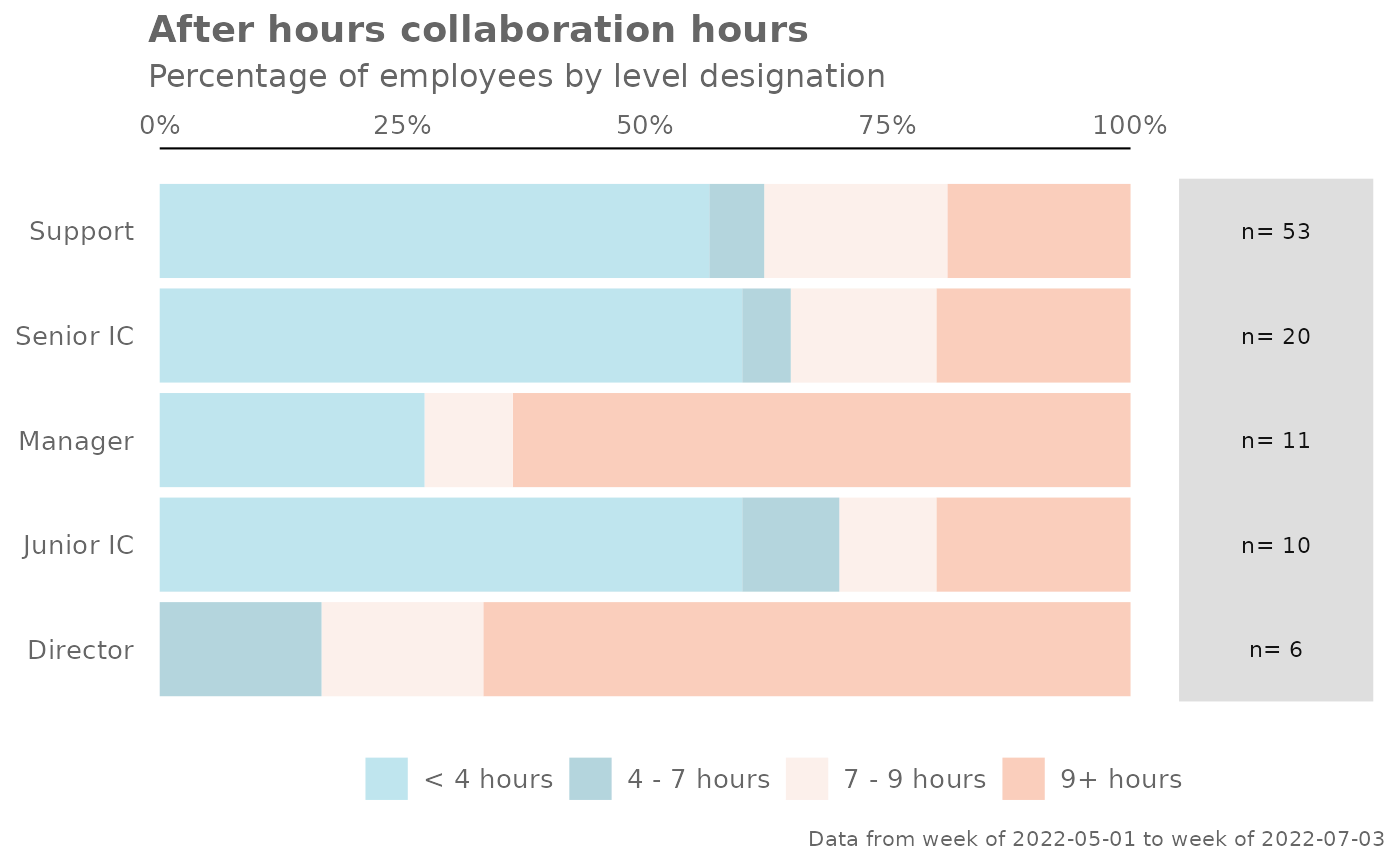 After hours collaboration hours
Percentage of employees by level designation
0% 25% 50% 75% 100%
Support n= 53
Senior IC n= 20
Manager n= 11
Junior IC n= 10
Director n= 6
< 4 hours 4 - 7 hours 7 - 9 hours 9+ hours
Data from week of 2022-05-01 to week of 2022-07-03